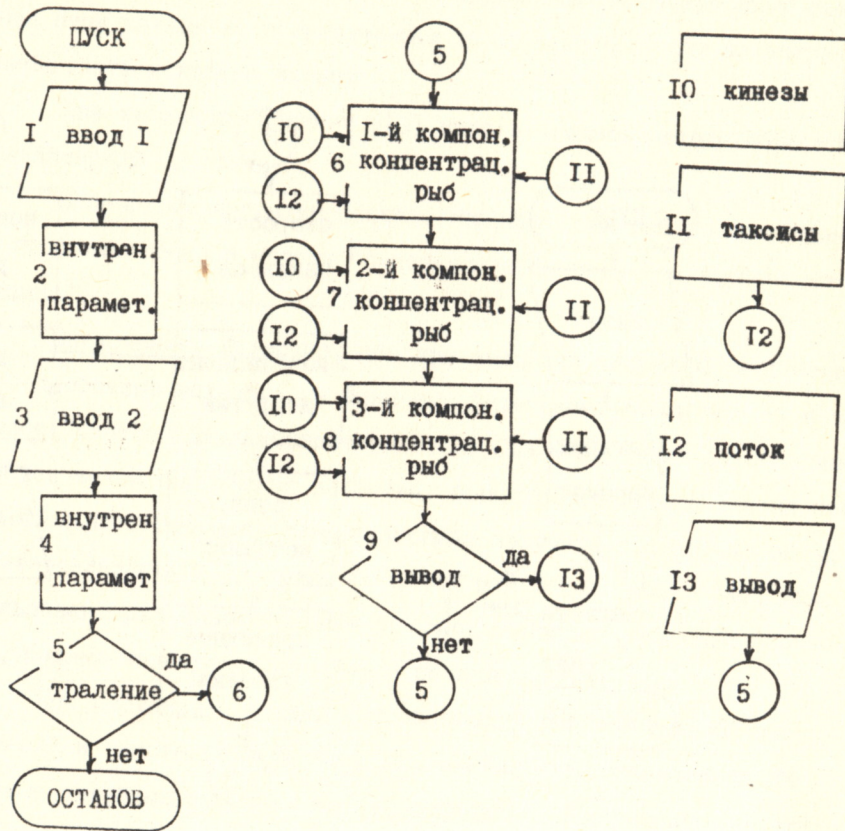 ПУСК
I ввод I
внутрен.
2
парамет.
3 ввод 2
внутрен
4
парамет
5
да
траление
6
нет
ОСТАНОВ
5
I0
I-й компон.
6
концентрац.
II
I2
рыб
I0
2-й компон.
7
концентрац.
II
I2
рыб
I0
3-й компон.
8
концентрац.
II
I2
рыб
9
да
вывод
I3
нет
5
I0 кинезы
II таксисы
I2
I2 поток
I3 вывод
5